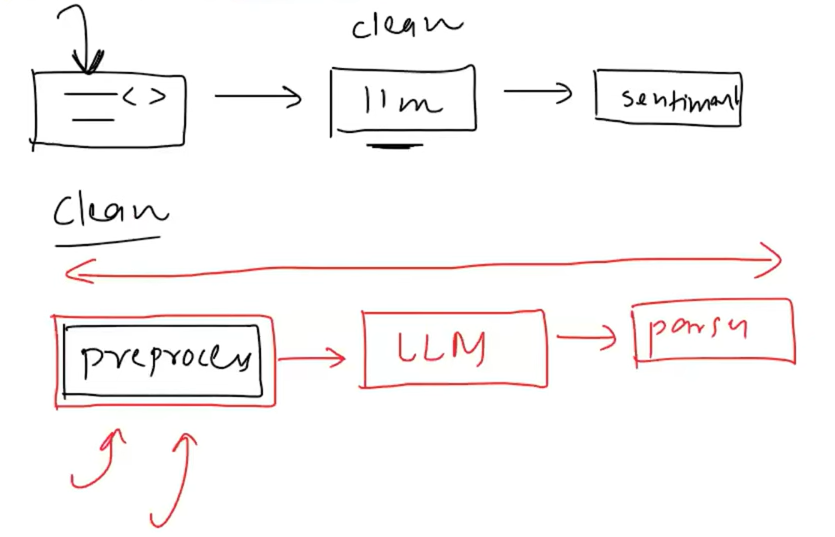 clean
< >
llm
sentiment
clean
preprocess
LLM
parser